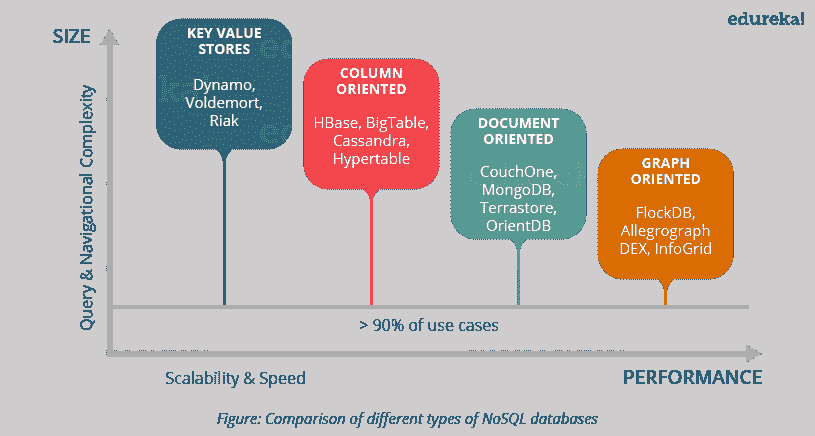 edureka!
SIZE
Query & Navigational Complexity
KEY VALUE
STORES
Dynamo,
Voldemort,
Riak
COLUMN
ORIENTED
HBase, BigTable,
Cassandra,
Hypertable
DOCUMENT
ORIENTED
CouchOne,
MongoDB,
Terrastore,
OrientDB
GRAPH
ORIENTED
FlockDB,
Allegrograph
DEX, InfoGrid
> 90% of use cases
Scalability & Speed
PERFORMANCE
Figure: Comparison of different types of NoSQL databases